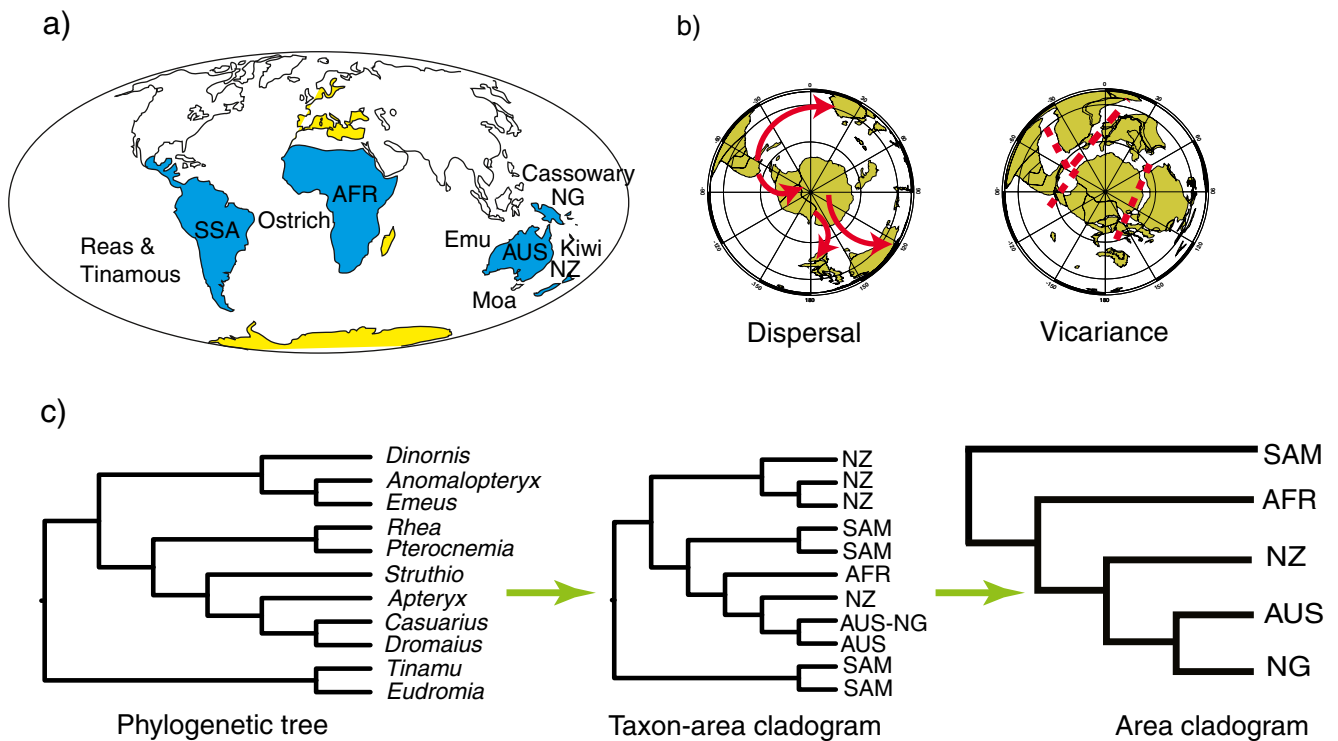 a)
b)
Cassowary
NG
AFR
SSA
Ostrich
Reas &
Tinamous
Emu
AUS
Kiwi
NZ
Moa
Dispersal
Vicariance
c)
Dinornis
Anomalopteryx
Emeus
Rhea
Pterocnemia
Struthio
Apteryx
Casuarius
Dromaius
Tinamu
Eudromia
Phylogenetic tree
NZ
NZ
NZ
SAM
SAM
AFR
NZ
AUS-NG
AUS
SAM
SAM
Taxon-area cladogram
SAM
AFR
NZ
AUS
NG
Area cladogram